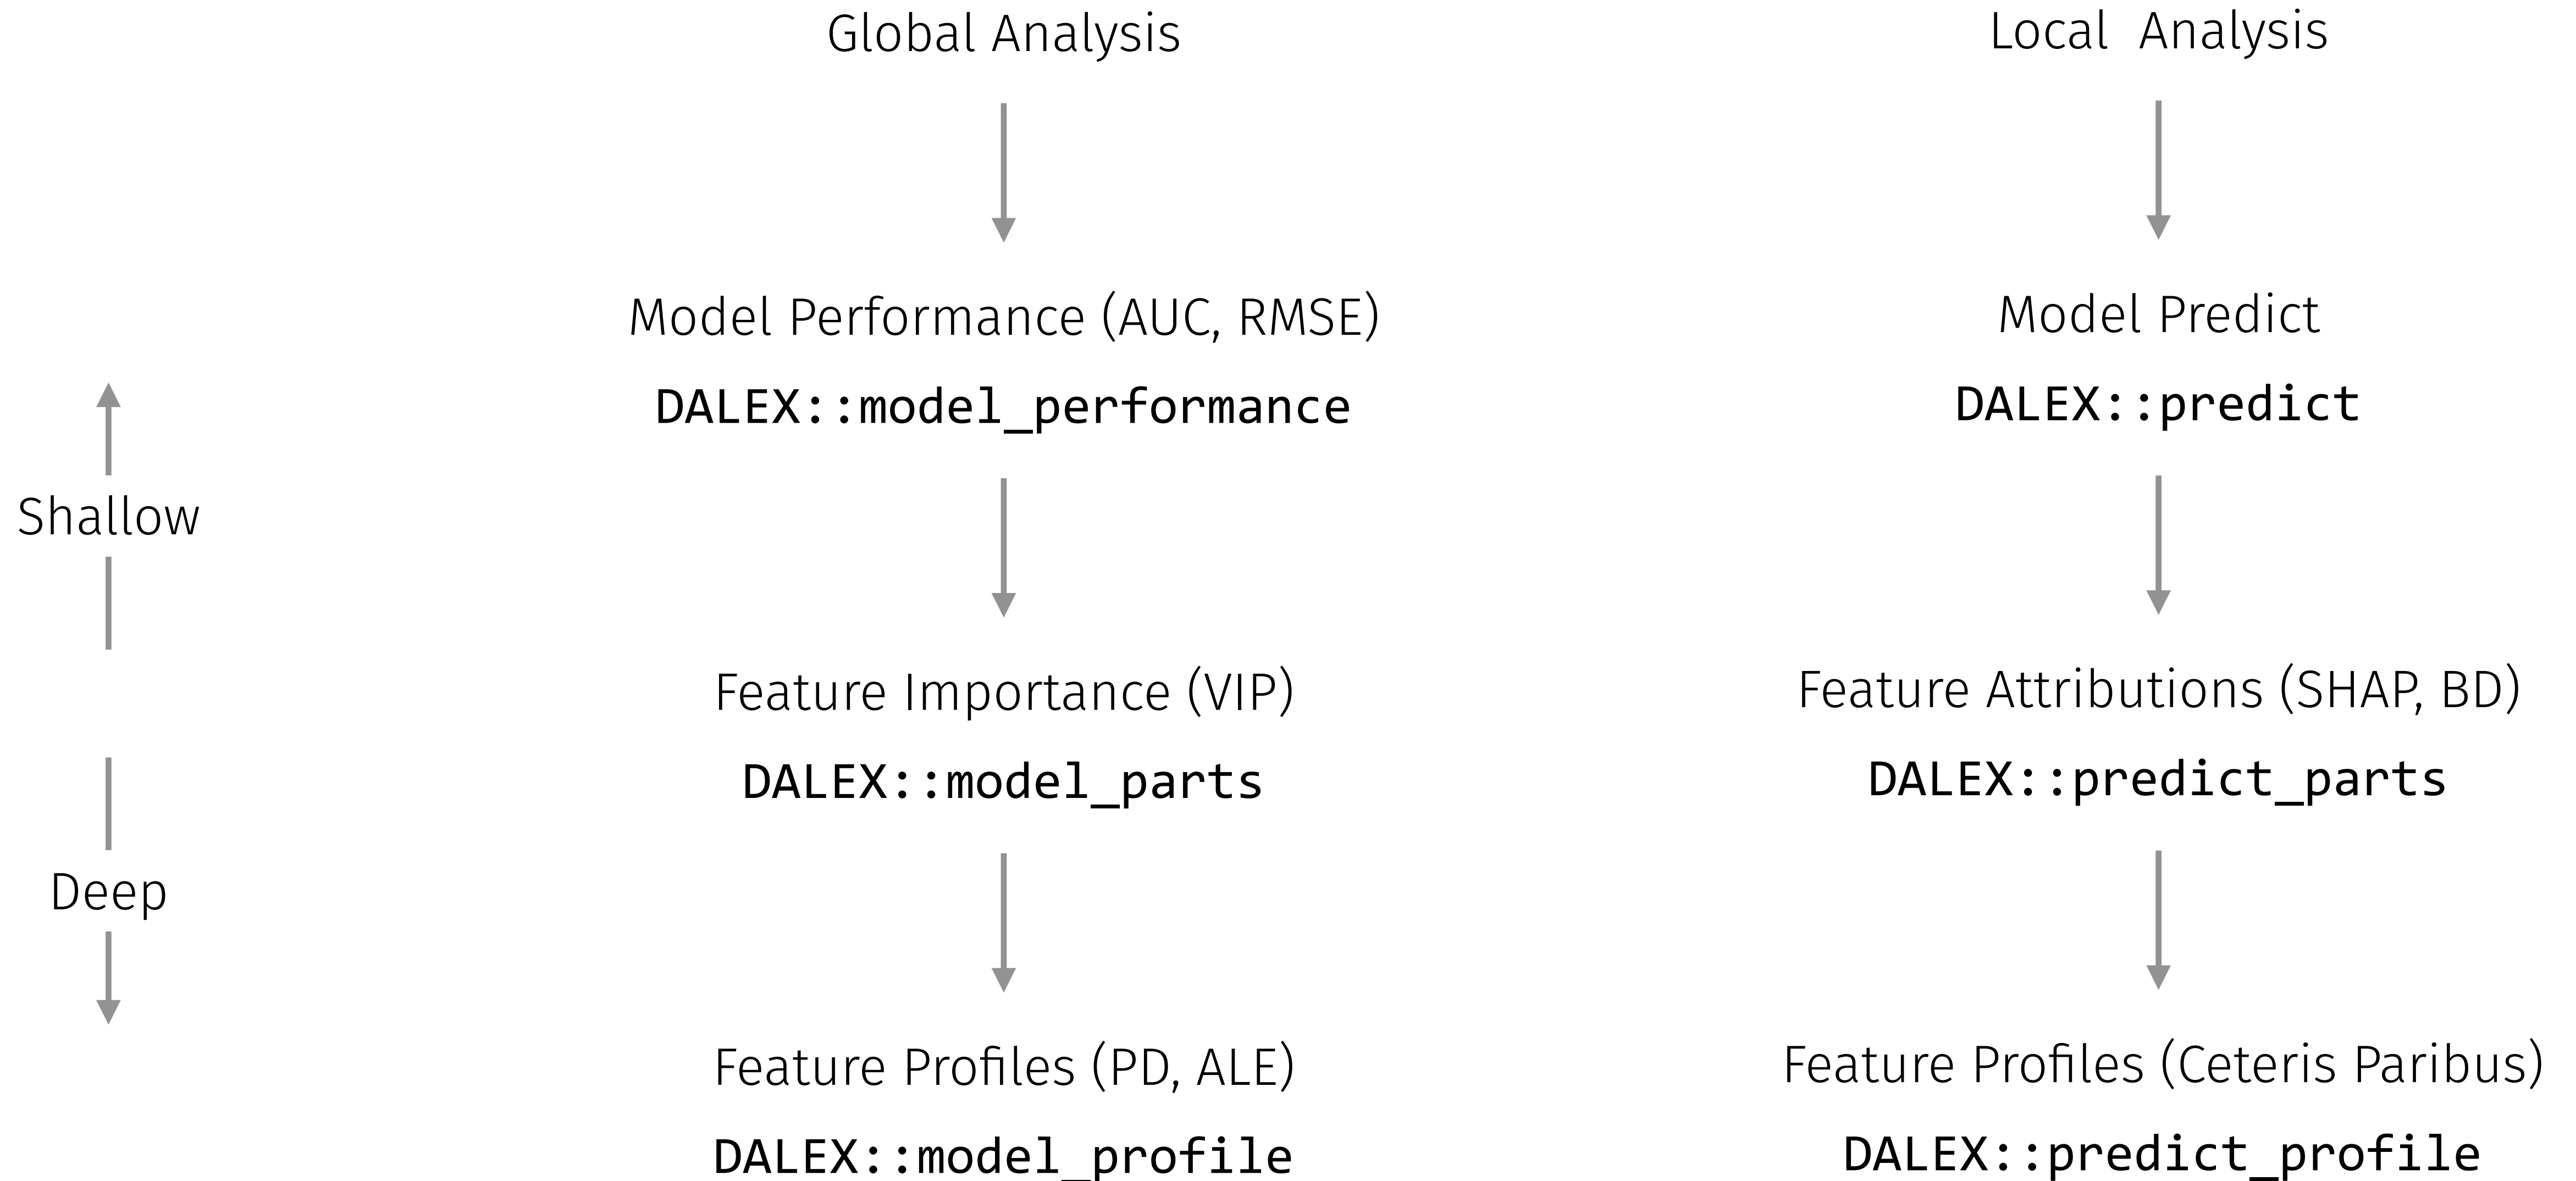 Global Analysis
Local Analysis
Model Performance (AUC, RMSE)
DALEX::model_performance
Model Predict
DALEX::predict
Shallow
Feature Importance (VIP)
DALEX::model_parts
Feature Attributions (SHAP, BD)
DALEX::predict_parts
Deep
Feature Profiles (PD, ALE)
DALEX::model_profile
Feature Profiles (Ceteris Paribus)
DALEX::predict_profile